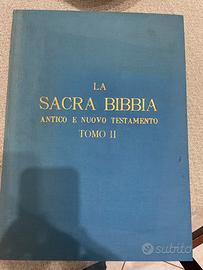 LA
SACRA BIBBIA
ANTICO E NUOVO TESTAMENTO
TOMO II
subito